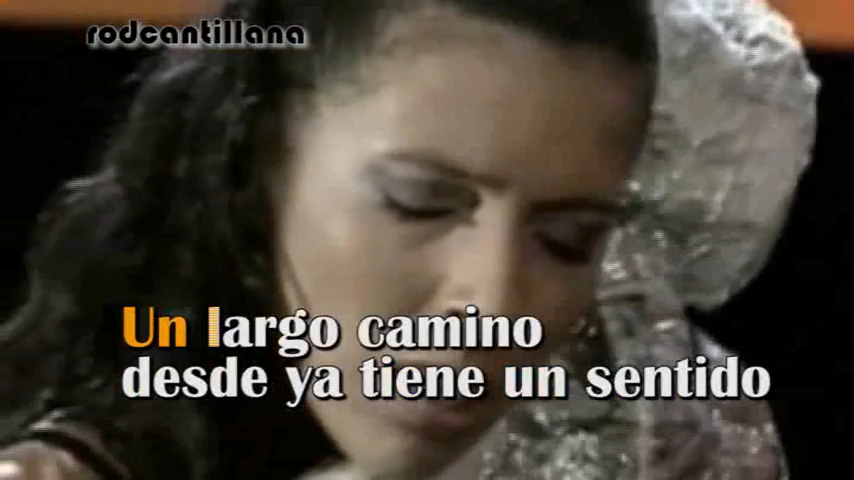 rodcantillana
Un largo camino
desde ya tiene un sentido